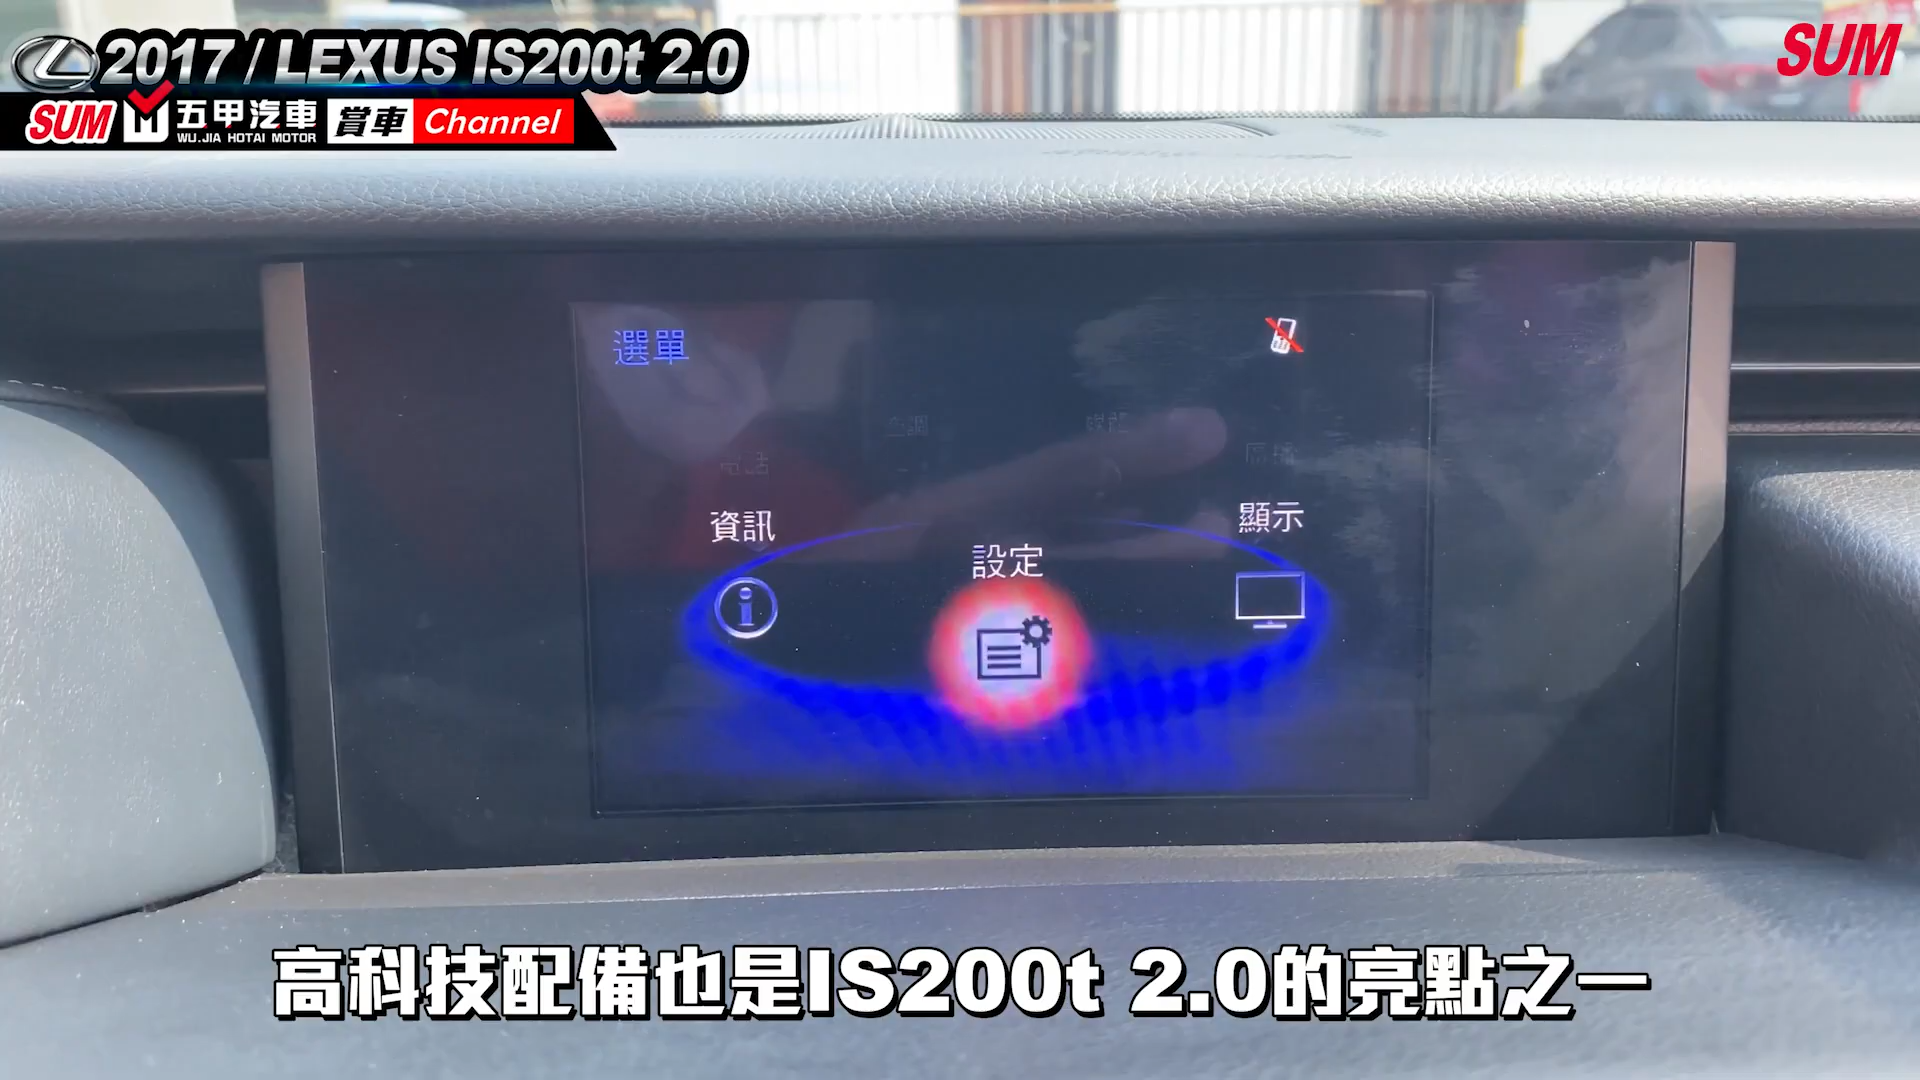 2017 / LEXUS IS200t 2.0
SUM
SUM 五甲汽車 賞車 Channel
WU.JIA HOTAI MOTOR
選單
資訊
顯示
設定
高科技配備也是IS200t 2.0的亮點之一